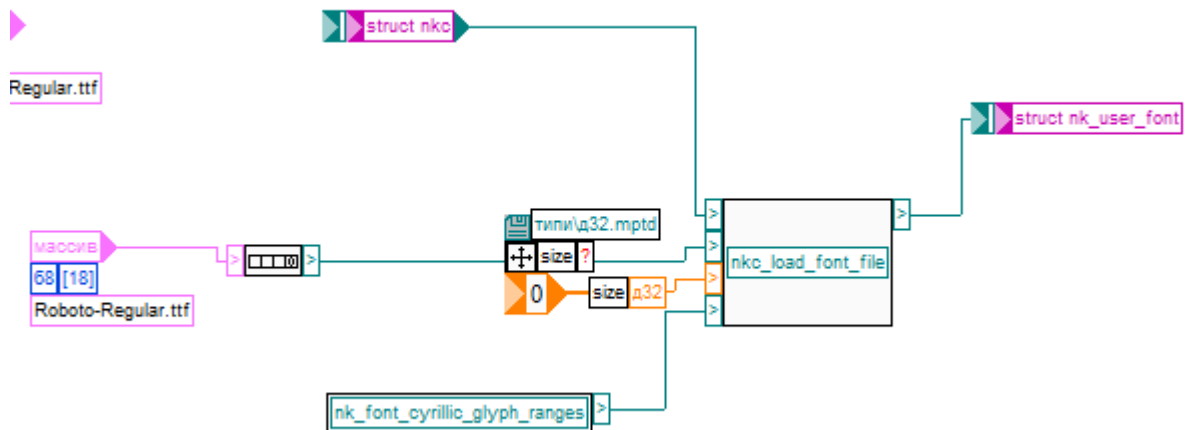 struct nkc
Regular.ttf
struct nk_user_font
типи\д32.mptd
массив
size ?
nkc_load_font_file
68 [18]
0
size д32
Roboto-Regular.ttf
nk_font_cyrillic_glyph_ranges